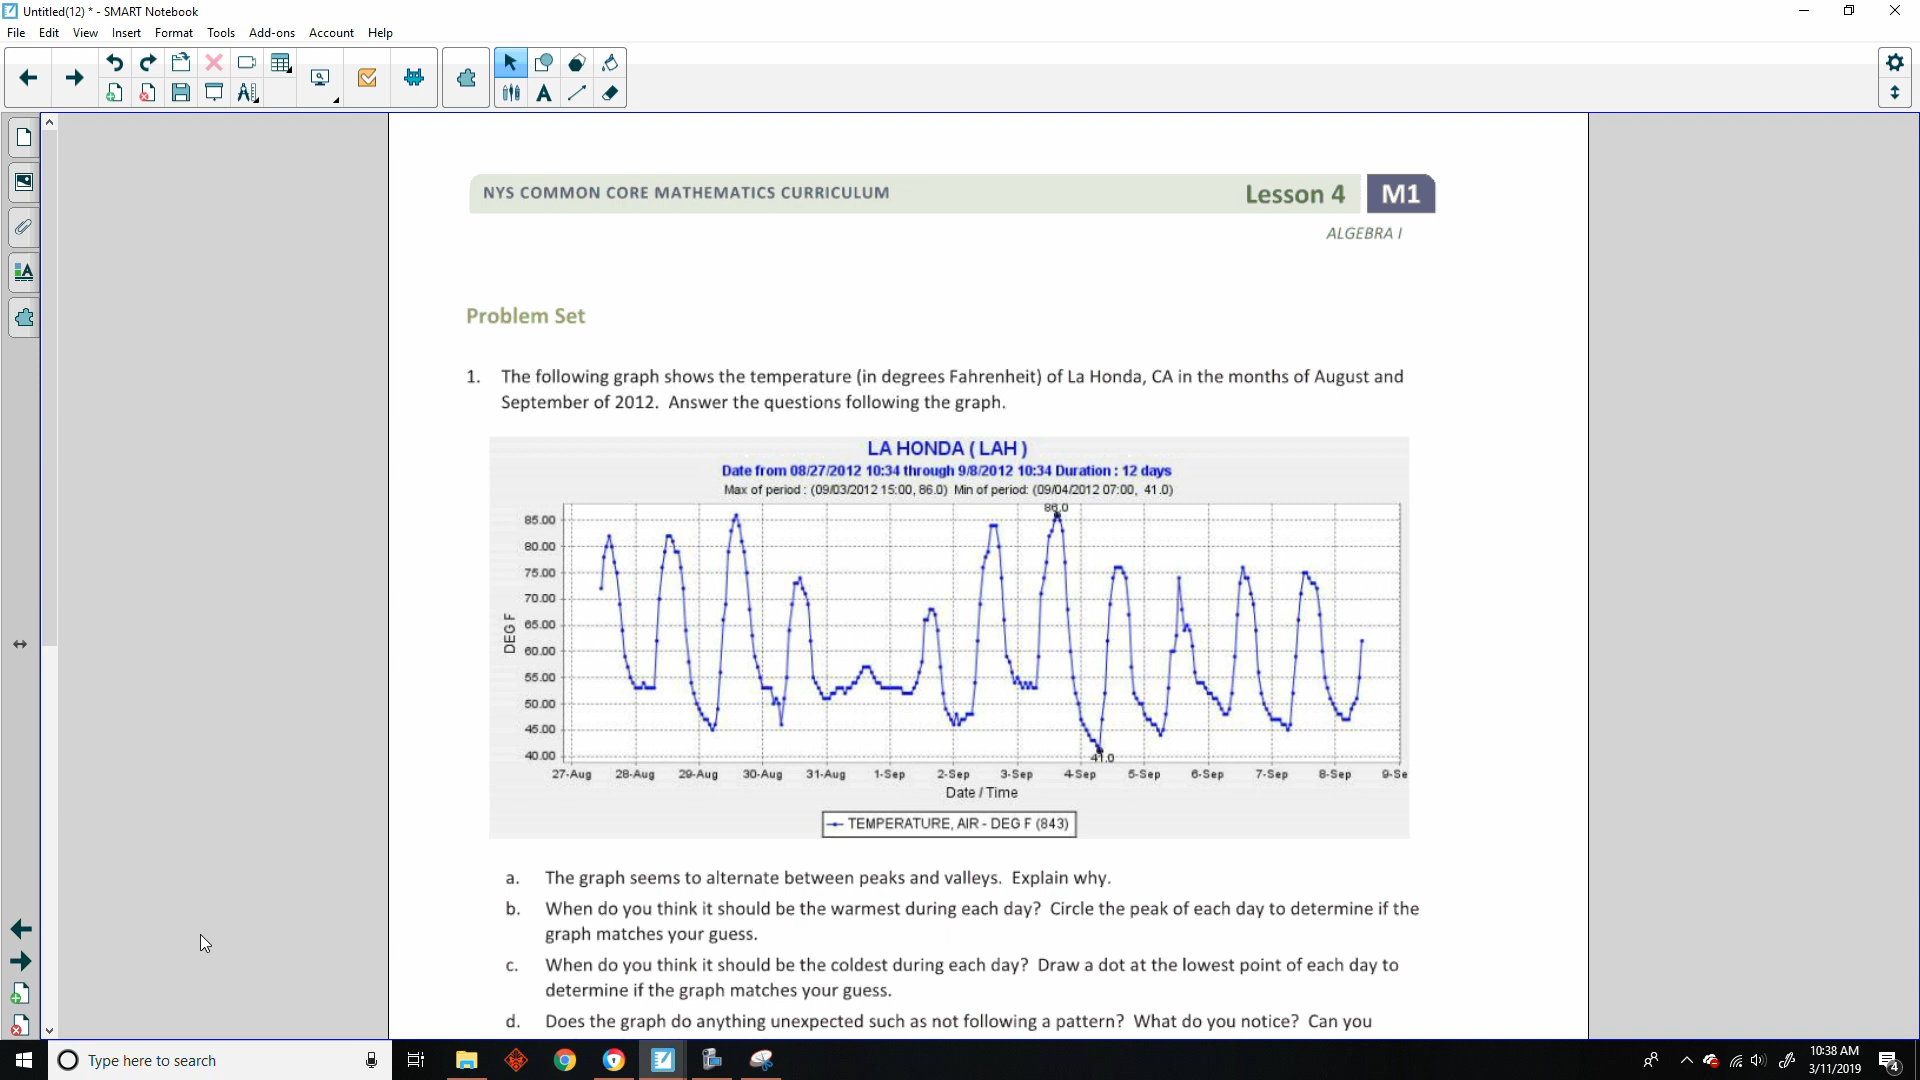 Untitled(12) * - SMART Notebook
File Edit View Insert Format Tools Add-ons Account Help
NYS COMMON CORE MATHEMATICS CURRICULUM
Lesson 4
M1
ALGEBRA I
Problem Set
1. The following graph shows the temperature (in degrees Fahrenheit) of La Honda, CA in the months of August and
September of 2012. Answer the questions following the graph.
LA HONDA ( LAH )
Date from 08/27/2012 10:34 through 9/8/2012 10:34 Duration : 12 days
Max of period : (09/03/2012 15:00, 86.0) Min of period: (09/04/2012 07:00, 41.0)
86.0
85.00
80.00
75.00
70.00
65.00
60.00
55.00
50.00
45.00
40.00
DEG F
41.0
27-Aug 28-Aug 29-Aug 30-Aug 31-Aug 1-Sep 2-Sep 3-Sep 4-Sep 5-Sep 6-Sep 7-Sep 8-Sep 9-Se
Date / Time
TEMPERATURE, AIR - DEG F (843)
a. The graph seems to alternate between peaks and valleys. Explain why.
b. When do you think it should be the warmest during each day? Circle the peak of each day to determine if the
graph matches your guess.
c. When do you think it should be the coldest during each day? Draw a dot at the lowest point of each day to
determine if the graph matches your guess.
d. Does the graph do anything unexpected such as not following a pattern? What do you notice? Can you
Type here to search
10:38 AM
3/11/2019
4